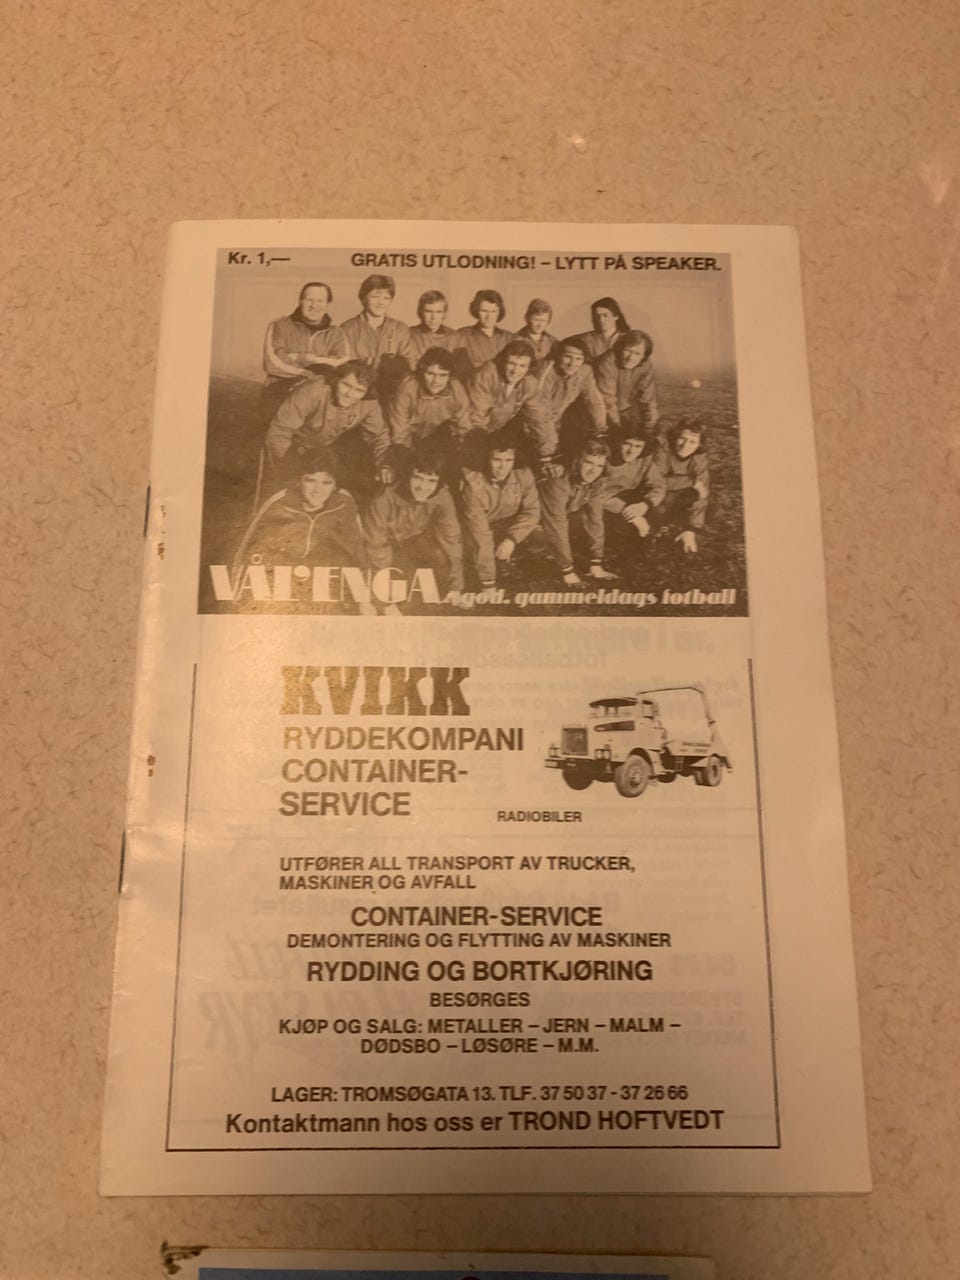 Kr. 1,— GRATIS UTLODNING! – LYTT PÅ SPEAKER.
VÅL'ENGA god. gammeldags fotball
KVIKK
RYDDEKOMPANI
CONTAINER-
SERVICE
RADIOBILER
UTFØRER ALL TRANSPORT AV TRUCKER,
MASKINER OG AVFALL
CONTAINER-SERVICE
DEMONTERING OG FLYTTING AV MASKINER
RYDDING OG BORTKJØRING
BESØRGES
KJØP OG SALG: METALLER – JERN – MALM –
DØDSBO – LØSØRE – M.M.
LAGER: TROMSØGATA 13. TLF. 37 50 37 - 37 26 66
Kontaktmann hos oss er TROND HOFTVEDT